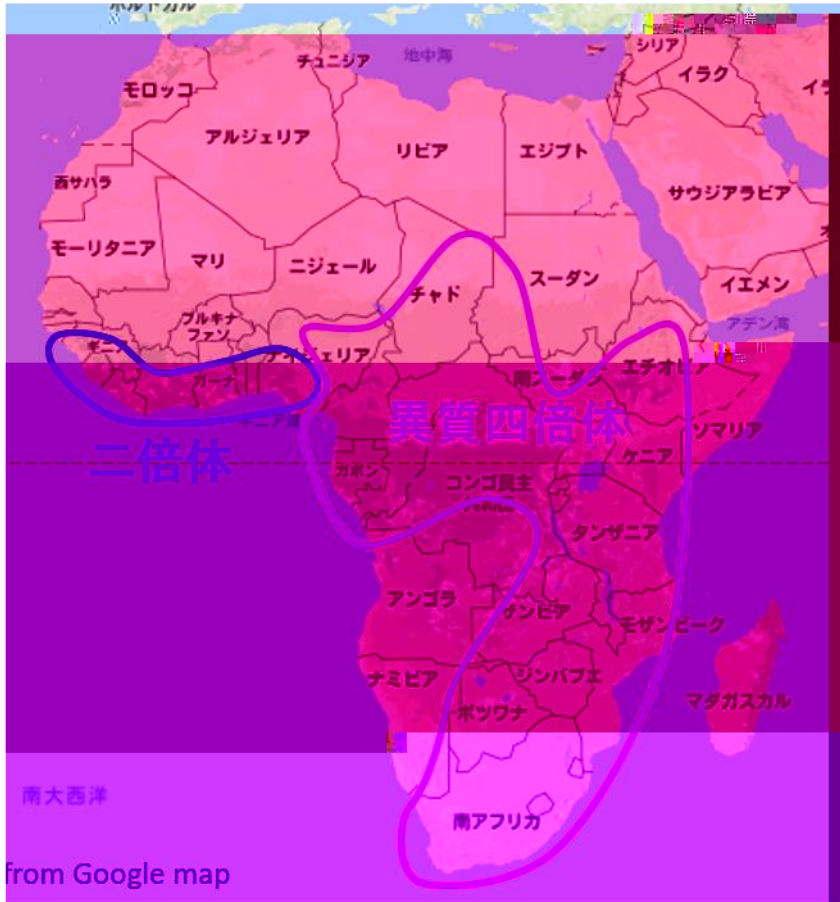 ポルトガル
シリア
チュニジア
地中海
イラク
モロッコ
アルジェリア
リビア
エジプト
西サハラ
サウジアラビア
モーリタニア
マリ
ニジェール
チャド
スーダン
イエメン
ブルキナ
ファソ
アデン湾
ギニア
ナイジェリア
エチオピア
ガーナ
南スーダン
ギニア湾
異質四倍体
ソマリア
二倍体
ガボン
ケニア
コンゴ民主
共和国
タンザニア
アンゴラ
ザンビア
モザンビーク
ナミビア
ジンバブエ
マダガスカル
ボツワナ
南大西洋
南アフリカ
from Google map